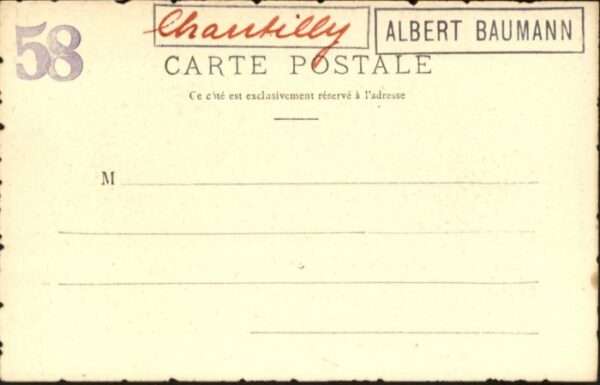 58
Chantilly
ALBERT BAUMANN
CARTE POSTALE
Ce côté est exclusivement réservé à l'adresse
M